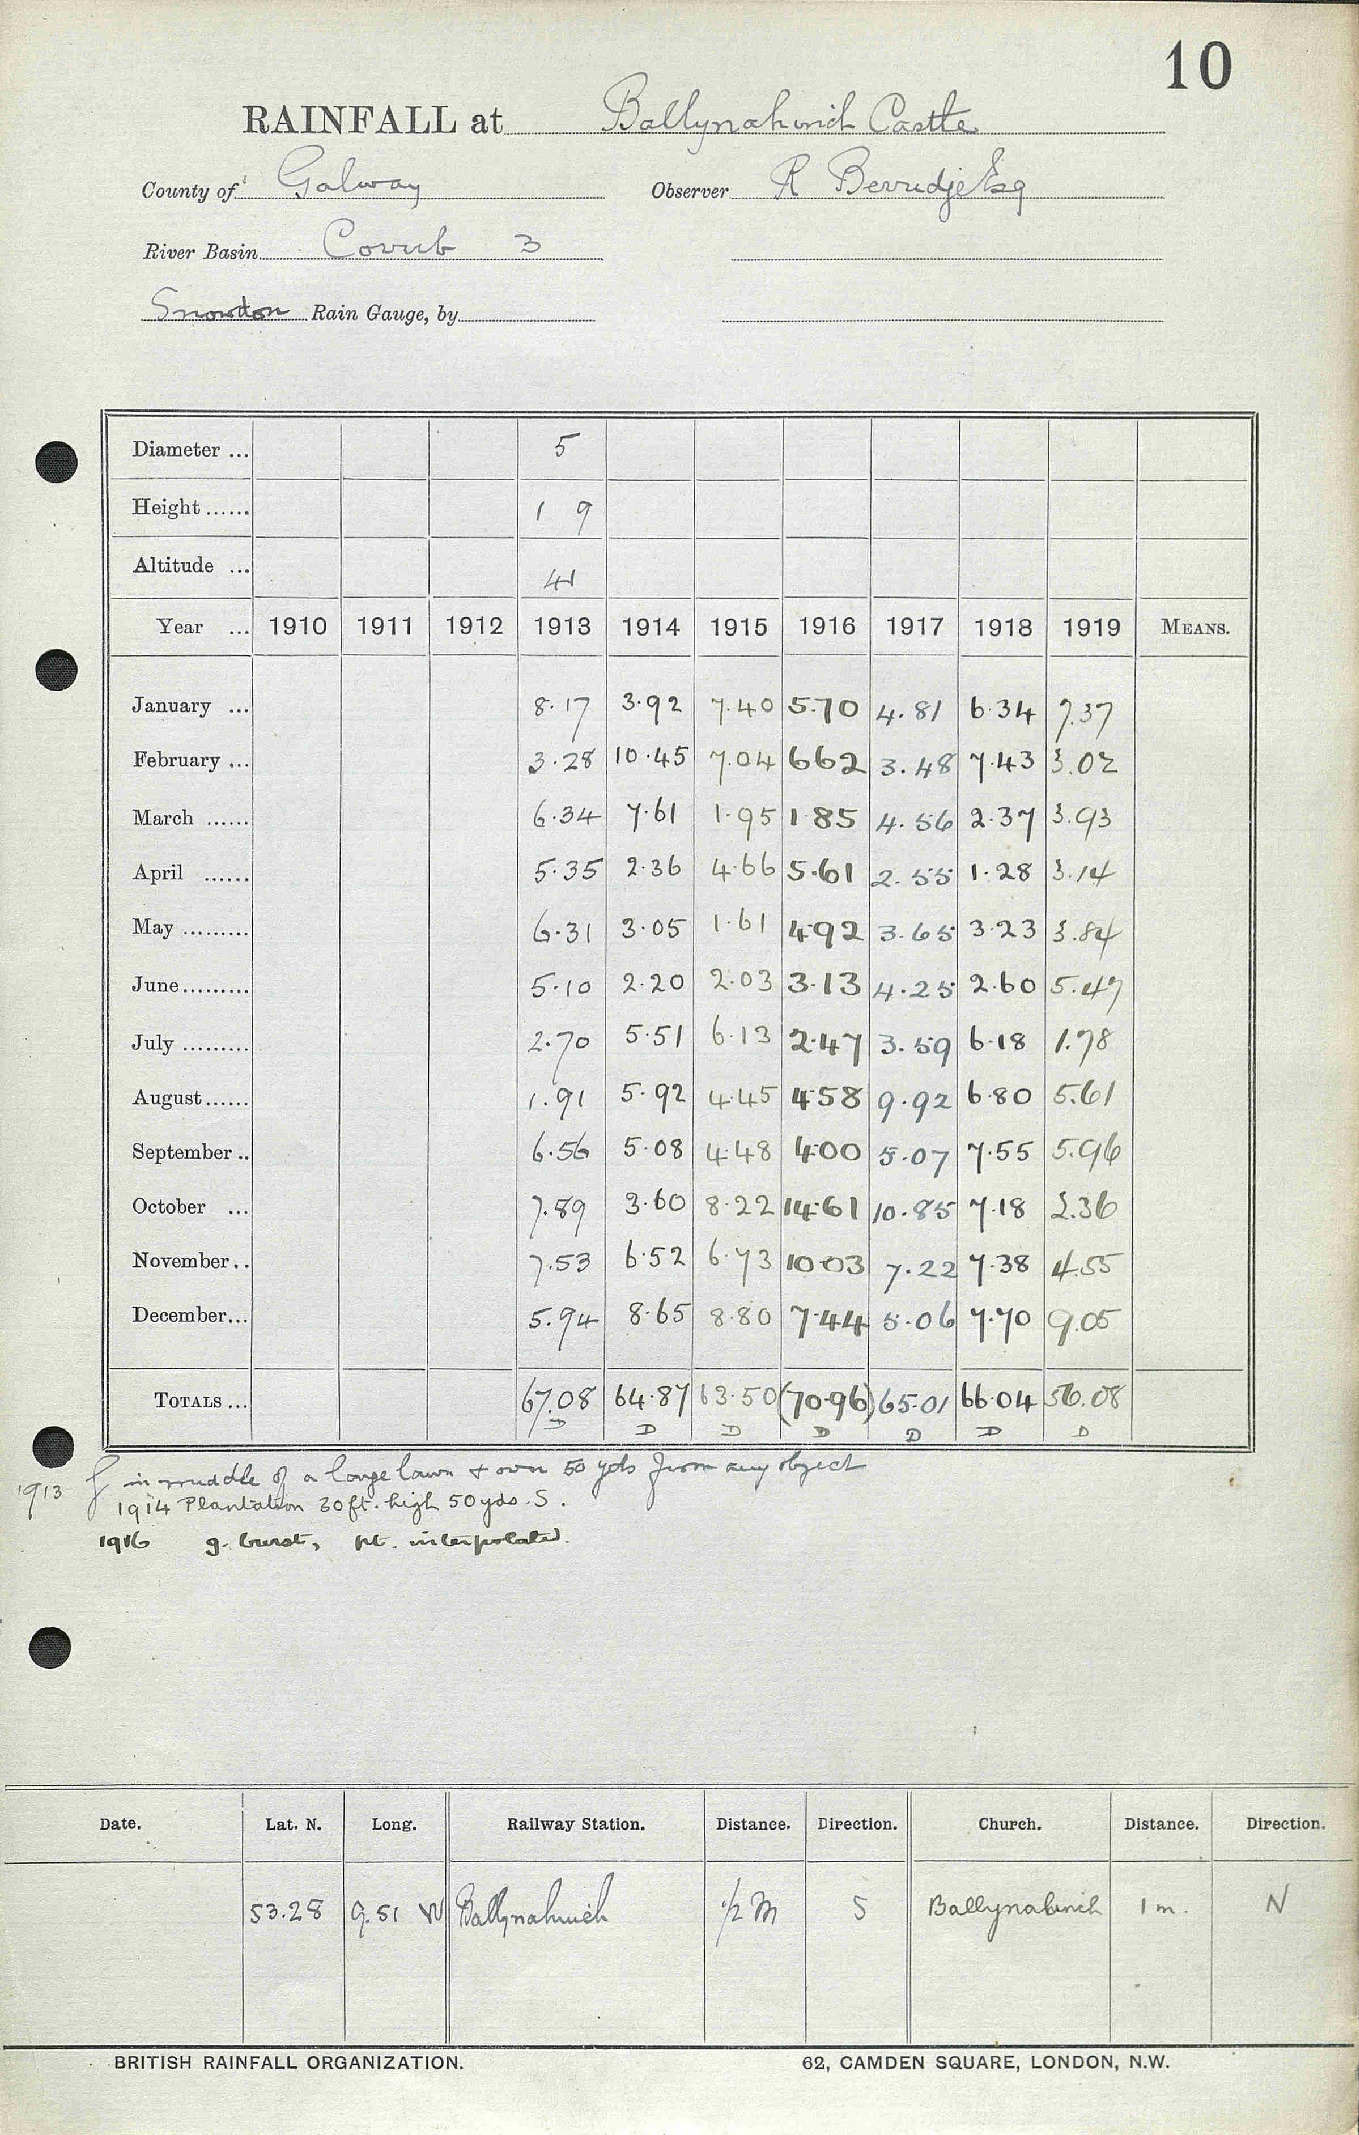 10
RAINFALL at Ballynahinch Castle
County of Galway Observer R Berridge Esq
River Basin Corrib 3
Snowdon Rain Gauge, by
Diameter ... 5
Height ...... 1 9
Altitude ... 41
Year ... 1910 1911 1912 1913 1914 1915 1916 1917 1918 1919 MEANS.
January ... 8.17 3.92 7.40 5.70 4.81 6.34 7.37
February ... 3.28 10.45 7.04 662 3.48 7.43 3.02
March ...... 6.34 7.61 1.95 1.85 4.56 2.37 3.93
April ...... 5.35 2.36 4.66 5.61 2.55 1.28 3.14
May ......... 6.31 3.05 1.61 4.92 3.65 3.23 3.84
June ......... 5.10 2.20 2.03 3.13 4.25 2.60 5.47
July ......... 2.70 5.51 6.13 2.47 3.59 6.18 1.78
August ...... 1.91 5.92 4.45 4.58 9.92 6.80 5.61
September .. 6.56 5.08 4.48 4.00 5.07 7.55 5.96
October ... 7.89 3.60 8.22 14.61 10.85 7.18 2.36
November .. 7.53 6.52 6.73 10.03 7.22 7.38 4.55
December ... 5.94 8.65 8.80 7.44 5.06 7.70 9.05
TOTALS ... 67.08 64.87 63.50 (70.96) 65.01 66.04 56.08
D D D D D D D
1913 in middle of a large lawn & over 50 yds from any object
1914 Plantation 30ft. high 50yds. S.
1916 g. burst, pt. interpolated.
Date. Lat. N. Long. Railway Station. Distance. Direction. Church. Distance. Direction.
53.28 9.51 W Ballynahinch 1/2 m S Ballynahinch 1 m. N
BRITISH RAINFALL ORGANIZATION. 62, CAMDEN SQUARE, LONDON, N.W.